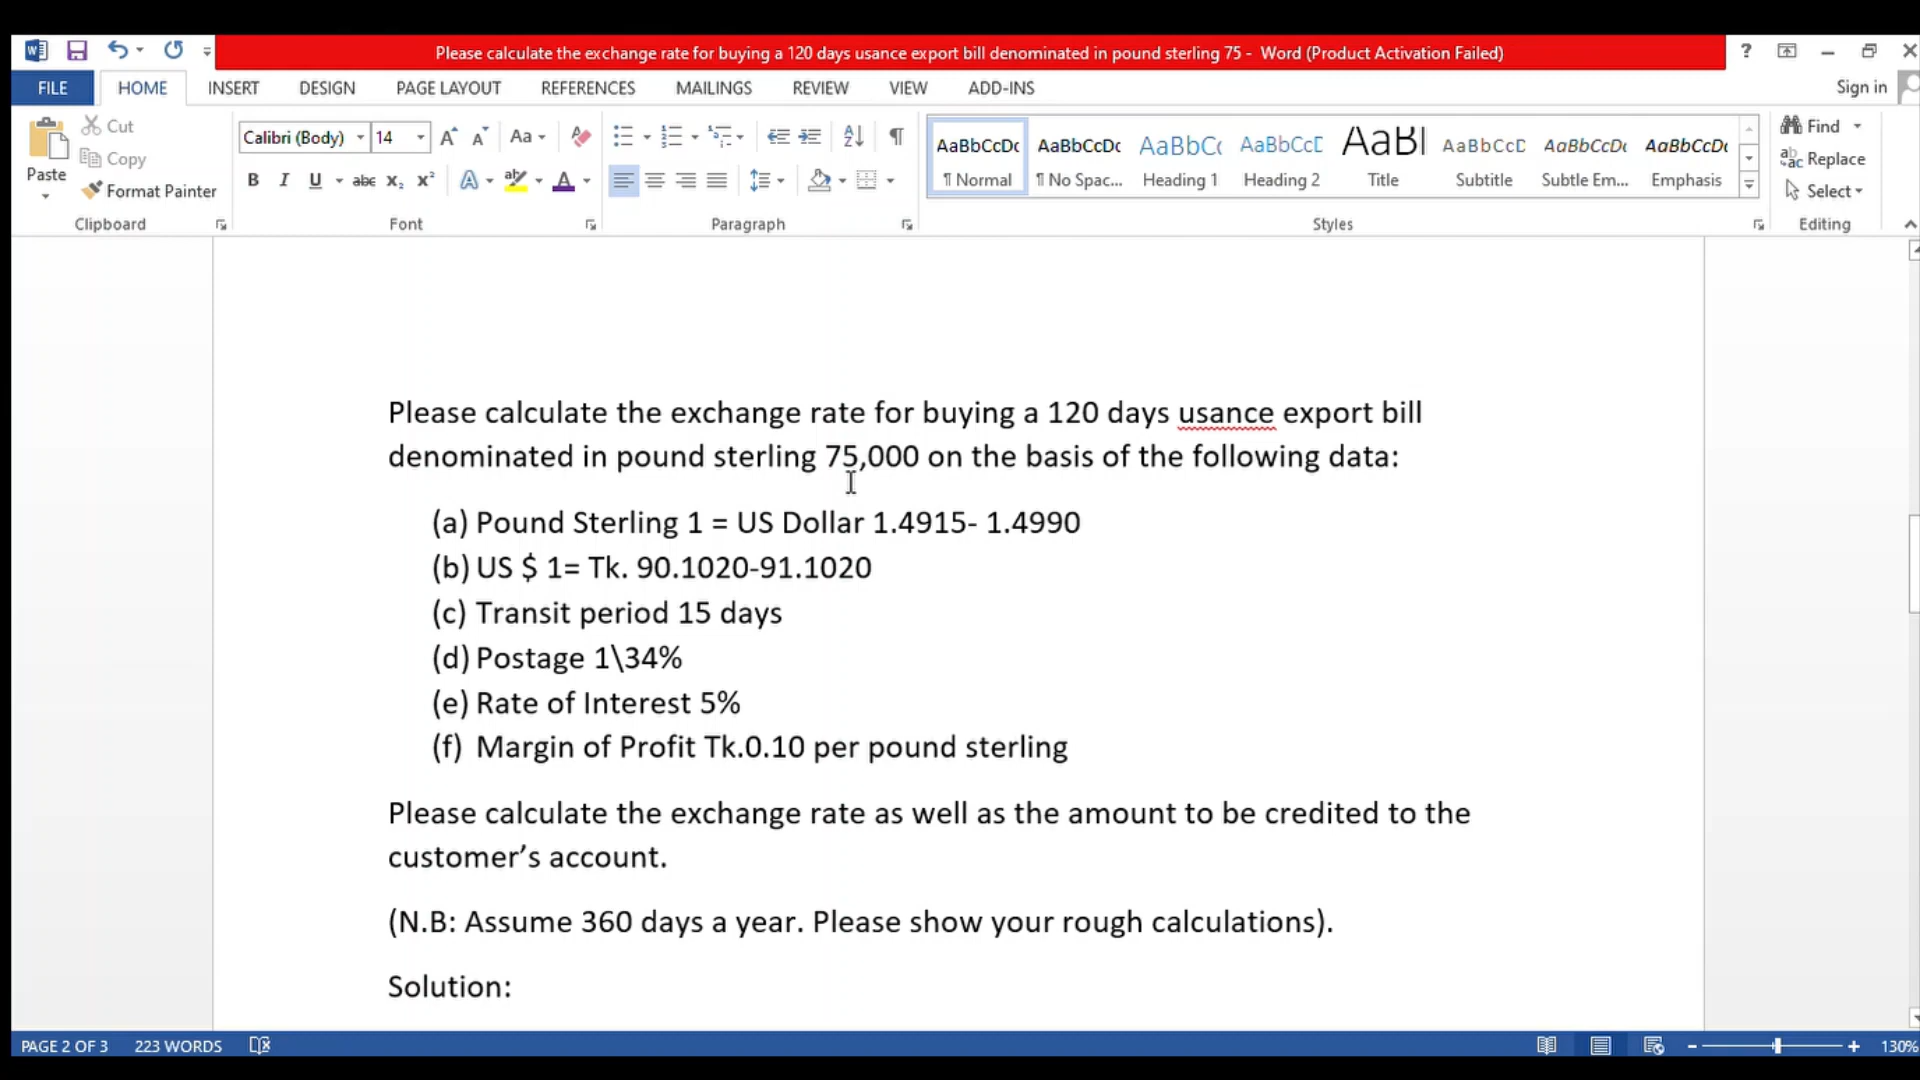 Please calculate the exchange rate for buying a 120 days usance export bill denominated in pound sterling 75 - Word (Product Activation Failed)
?
FILE
HOME
INSERT
DESIGN
PAGE LAYOUT
REFERENCES
MAILINGS
REVIEW
VIEW
ADD-INS
Sign in
Paste
Cut
Copy
Format Painter
Clipboard
Calibri (Body)
14
Aa
B I U abc X₂ X² A ab A
Font
Paragraph
AaBbCcDc
¶ Normal
AaBbCcDc
¶ No Spac...
AaBbCc
Heading 1
AaBbCcD
Heading 2
AaBl
Title
AaBbCcD
Subtitle
AaBbCcDc
Subtle Em...
AaBbCcDc
Emphasis
Styles
Find
Replace
Select
Editing
Please calculate the exchange rate for buying a 120 days usance export bill
denominated in pound sterling 75,000 on the basis of the following data:
(a) Pound Sterling 1 = US Dollar 1.4915- 1.4990
(b) US $ 1= Tk. 90.1020-91.1020
(c) Transit period 15 days
(d) Postage 1\34%
(e) Rate of Interest 5%
(f) Margin of Profit Tk.0.10 per pound sterling
Please calculate the exchange rate as well as the amount to be credited to the
customer’s account.
(N.B: Assume 360 days a year. Please show your rough calculations).
Solution:
PAGE 2 OF 3
223 WORDS
130%